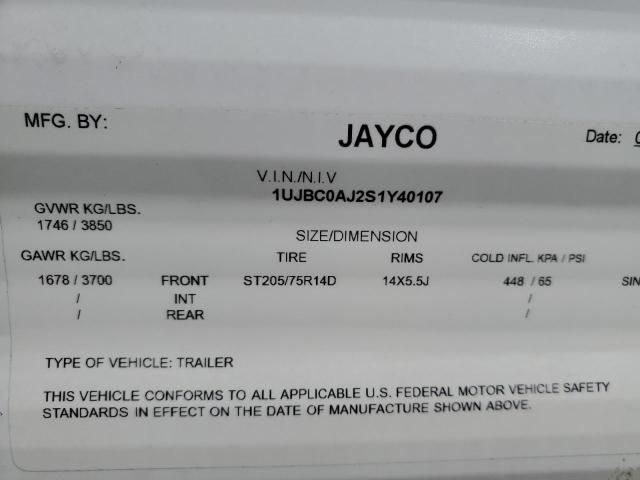 MFG. BY: JAYCO Date: 0
V.I.N./N.I.V
1UJBC0AJ2S1Y40107
GVWR KG/LBS.
1746 / 3850
SIZE/DIMENSION
GAWR KG/LBS. TIRE RIMS COLD INFL. KPA / PSI
1678 / 3700 FRONT ST205/75R14D 14X5.5J 448 / 65 SIN
/ INT /
/ REAR /
TYPE OF VEHICLE: TRAILER
THIS VEHICLE CONFORMS TO ALL APPLICABLE U.S. FEDERAL MOTOR VEHICLE SAFETY
STANDARDS IN EFFECT ON THE DATE OF MANUFACTURE SHOWN ABOVE.